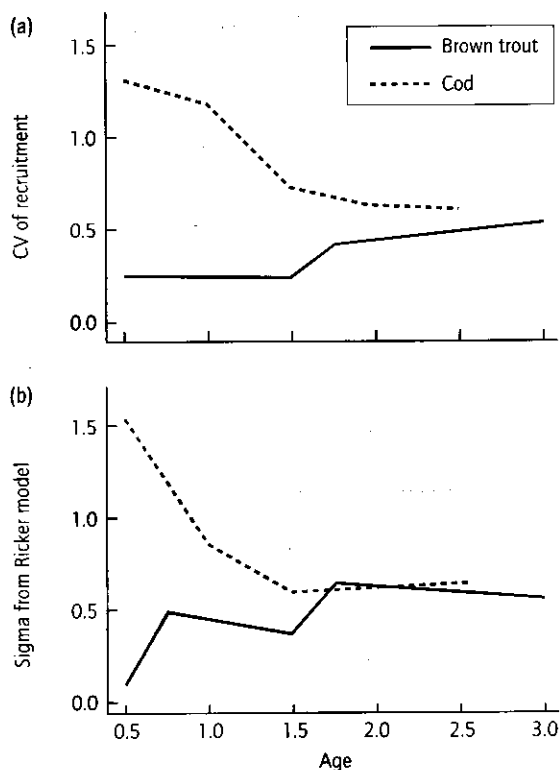 (a)
Brown trout
Cod
CV of recruitment
1.5
1.0
0.5
0.0
(b)
Sigma from Ricker model
1.5
1.0
0.5
0.0
0.5 1.0 1.5 2.0 2.5 3.0
Age